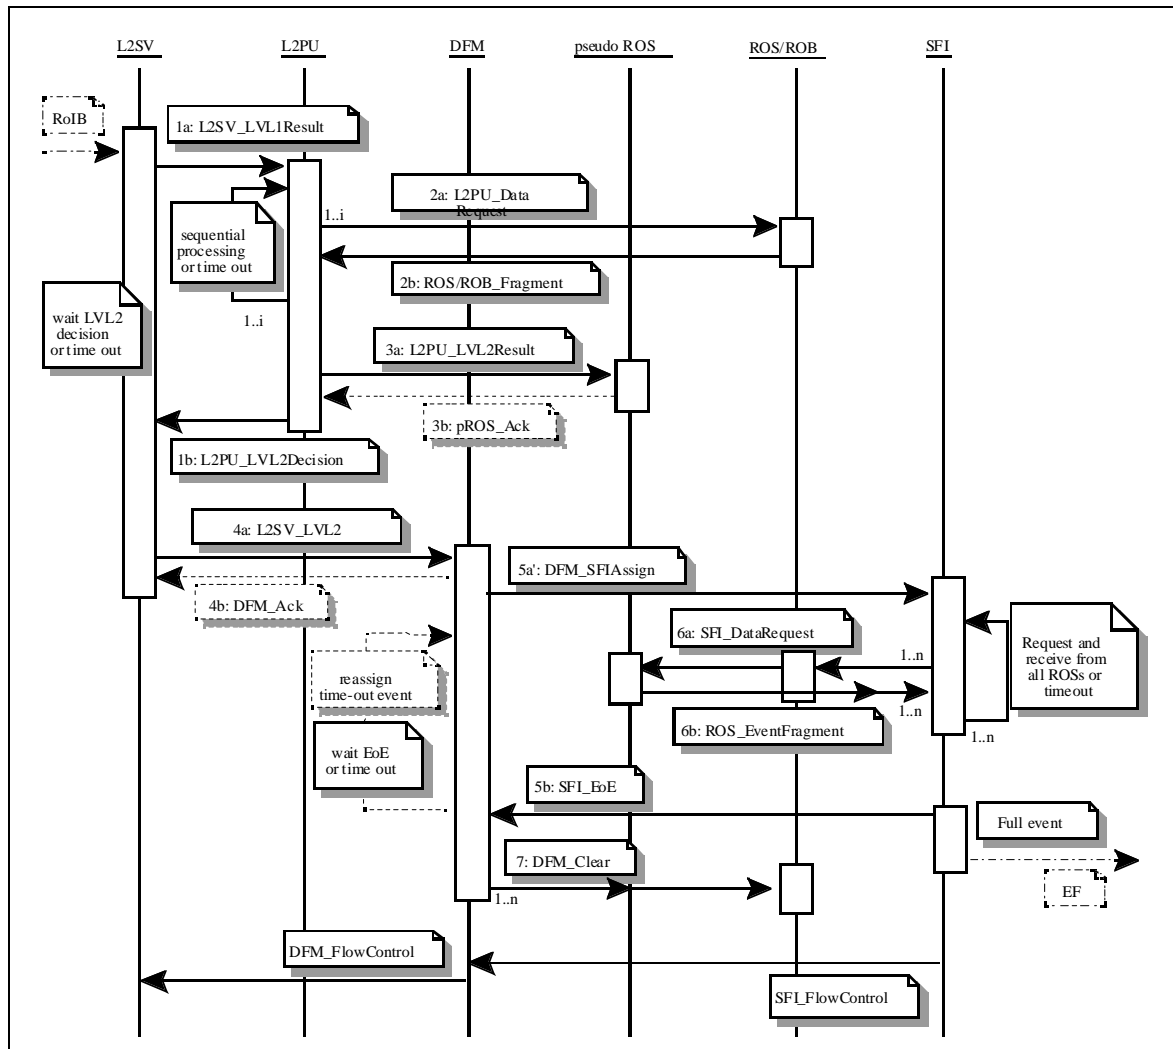 L2SV
L2PU
DFM
pseudo ROS
ROS/ROB
SFI
RoIB
1a: L2SV_LVL1Result
2a: L2PU_Data
Request
1..i
sequential
processing
or time out
2b: ROS/ROB_Fragment
1..i
wait LVL2
decision
or time out
3a: L2PU_LVL2Result
3b: pROS_Ack
1b: L2PU_LVL2Decision
4a: L2SV_LVL2
5a': DFM_SFIAssign
4b: DFM_Ack
6a: SFI_DataRequest
1..n
Request and
receive from
all ROSs or
timeout
reassign
time-out event
1..n
6b: ROS_EventFragment
1..n
wait EoE
or time out
5b: SFI_EoE
Full event
7: DFM_Clear
1..n
EF
DFM_FlowControl
SFI_FlowControl